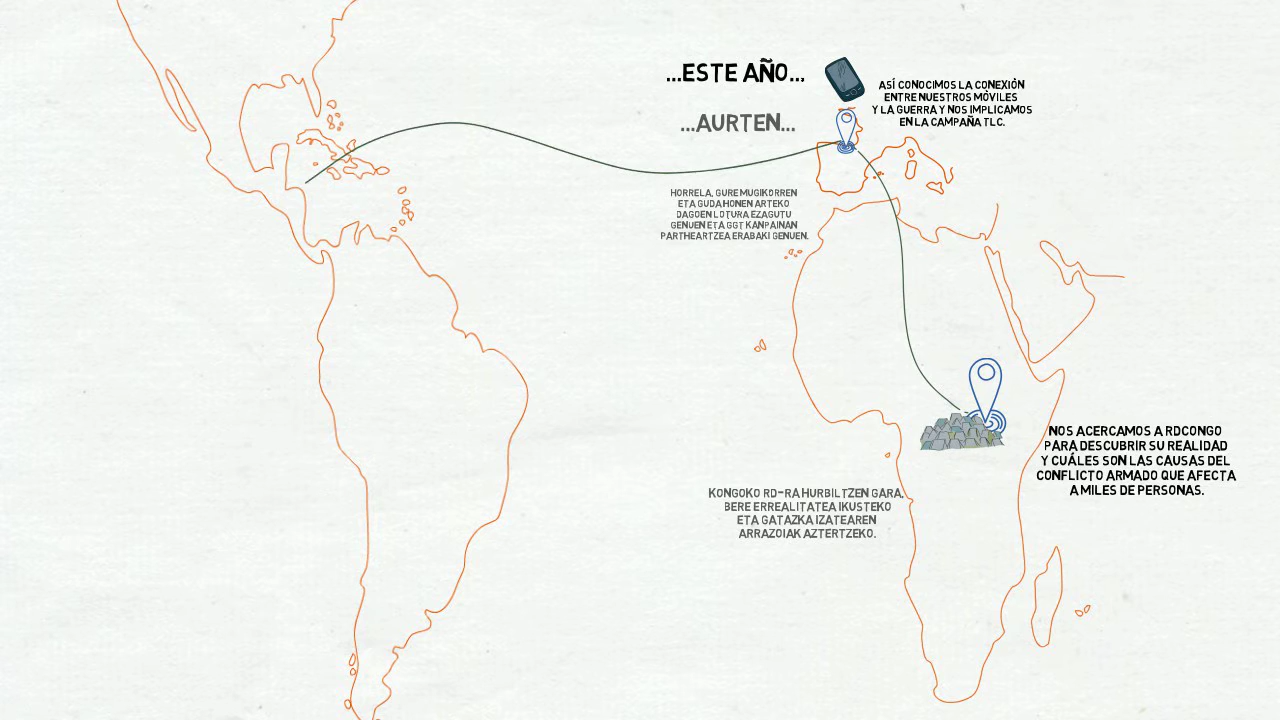 ...ESTE AÑO...
...AURTEN...
ASÍ CONOCIMOS LA CONEXIÓN
ENTRE NUESTROS MÓVILES
Y LA GUERRA Y NOS IMPLICAMOS
EN LA CAMPAÑA TLC.
HORRELA, GURE MUGIKORREN
ETA GUDA HONEN ARTEKO
DAGOEN LOTURA EZAGUTU
GENUEN ETA GGT KANPAINAN
PARTHEARTZEA ERABAKI GENUEN.
NOS ACERCAMOS A RDCONGO
PARA DESCUBRIR SU REALIDAD
Y CUÁLES SON LAS CAUSAS DEL
CONFLICTO ARMADO QUE AFECTA
A MILES DE PERSONAS.
KONGOKO RD-RA HURBILTZEN GARA,
BERE ERREALITATEA IKUSTEKO
ETA GATAZKA IZATEAREN
ARRAZOIAK AZTERTZEKO.